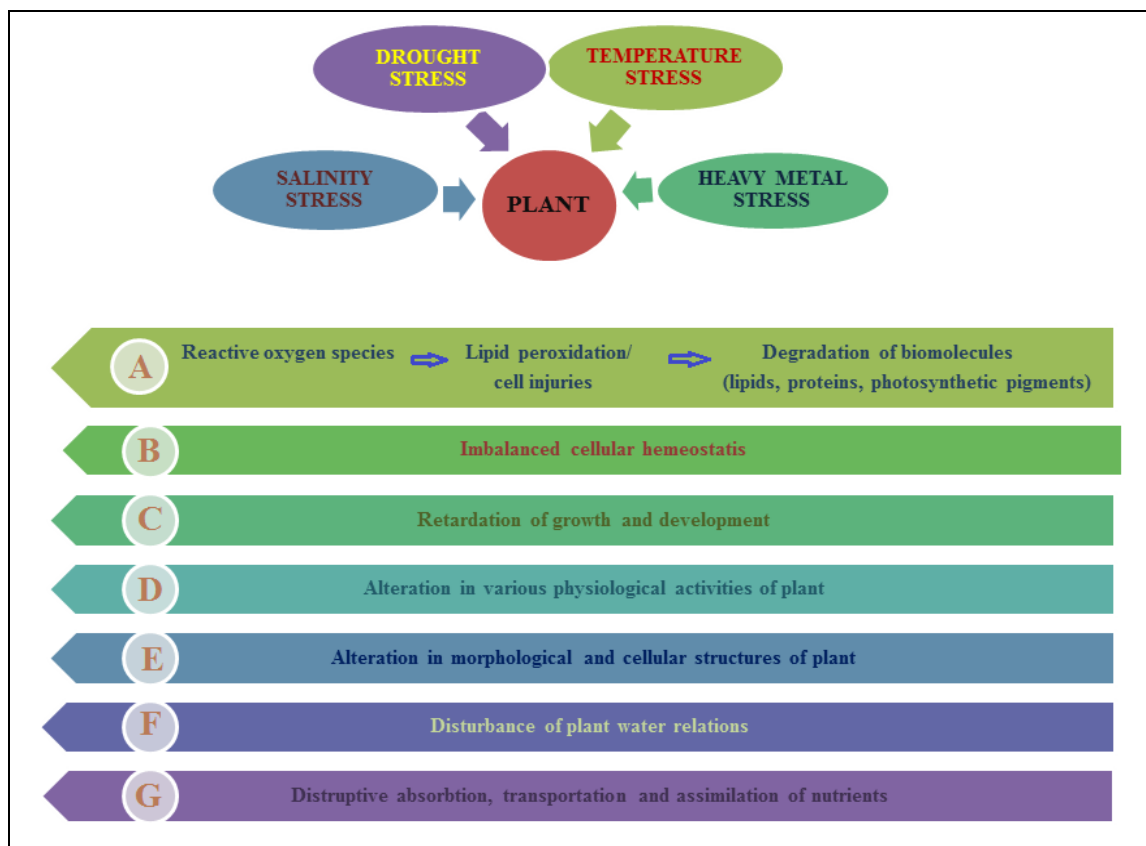 DROUGHT
STRESS
TEMPERATURE
STRESS
SALINITY
STRESS
PLANT
HEAVY METAL
STRESS
A
Reactive oxygen species
Lipid peroxidation/
cell injuries
Degradation of biomolecules
(lipids, proteins, photosynthetic pigments)
B
Imbalanced cellular hemeostatis
C
Retardation of growth and development
D
Alteration in various physiological activities of plant
E
Alteration in morphological and cellular structures of plant
F
Disturbance of plant water relations
G
Distruptive absorbtion, transportation and assimilation of nutrients